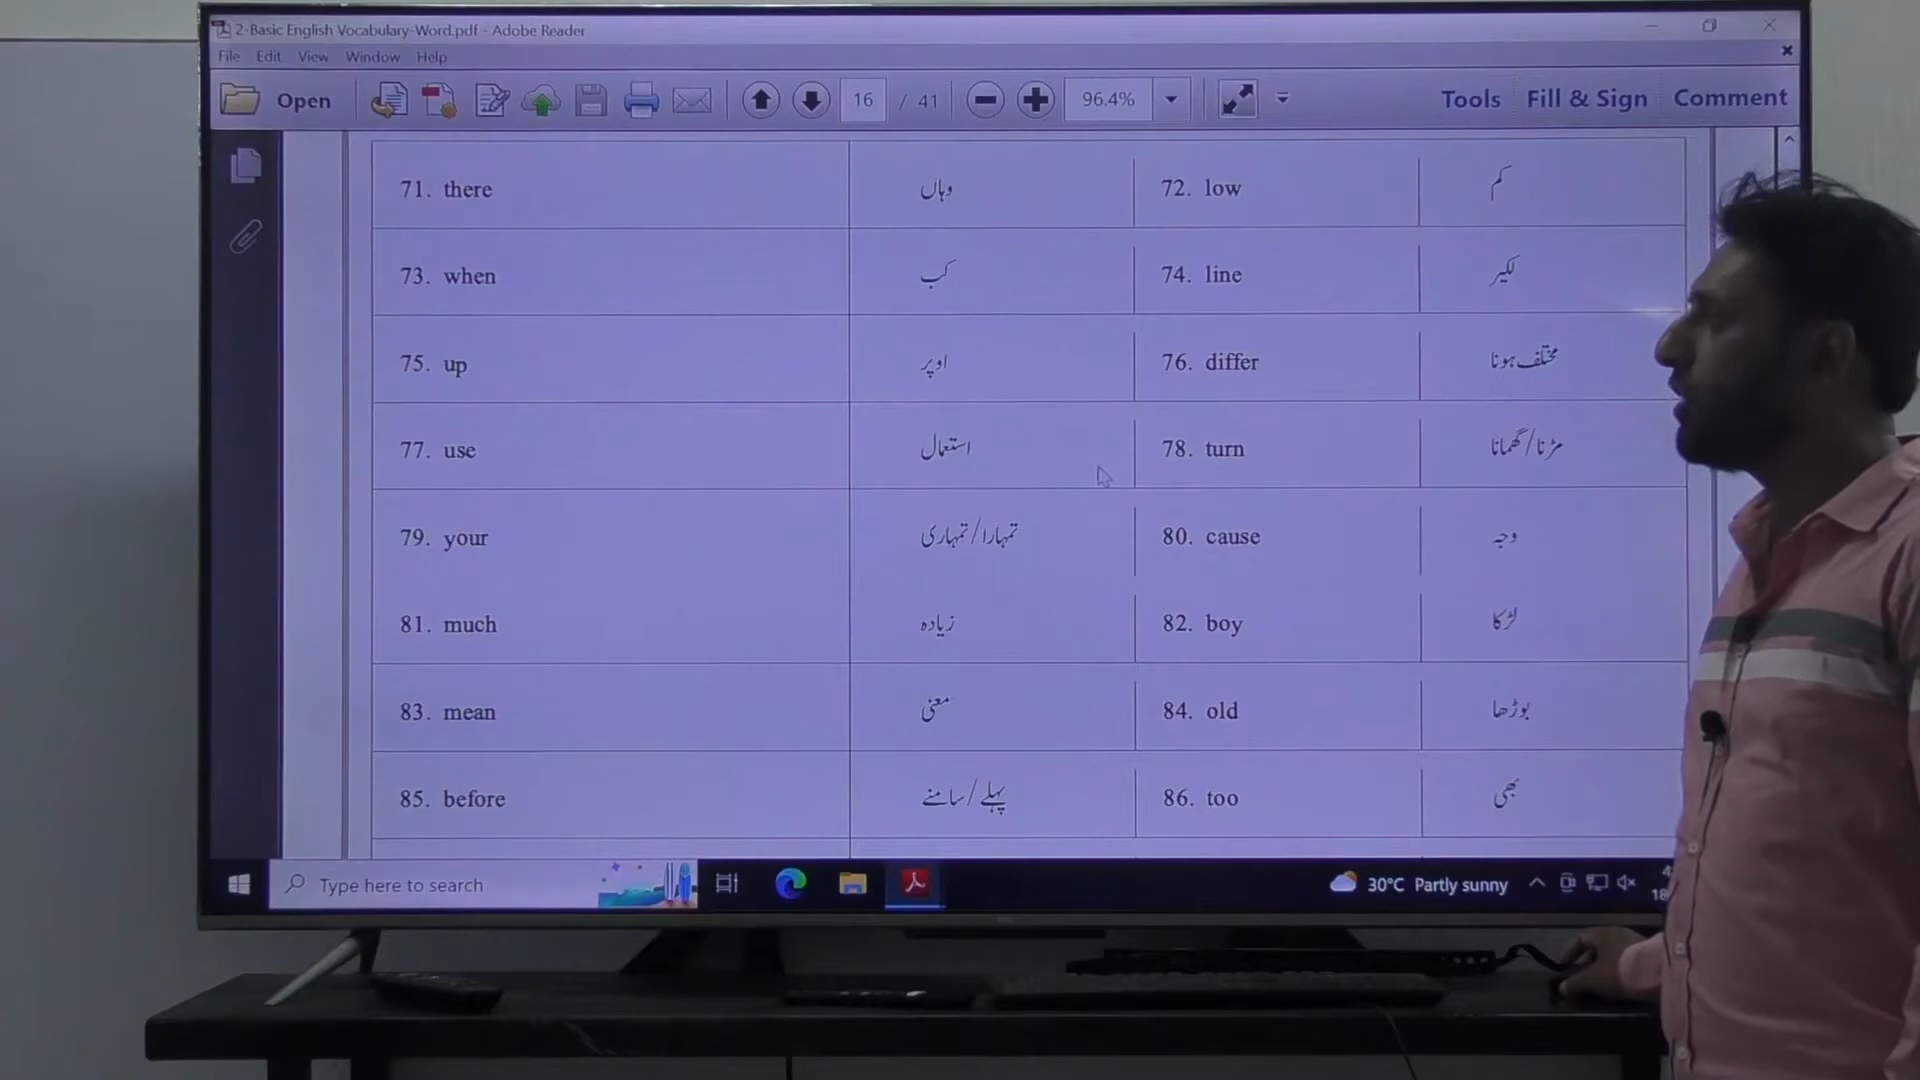 2-Basic English Vocabulary-Word.pdf - Adobe Reader
File Edit View Window Help
Open 16 / 41 96.4% Tools Fill & Sign Comment
71. there وہاں 72. low کم
73. when کب 74. line لکیر
75. up اوپر 76. differ مختلف ہونا
77. use استعمال 78. turn مڑنا/گھمانا
79. your تمہارا/تمہاری 80. cause وجہ
81. much زیادہ 82. boy لڑکا
83. mean معنی 84. old بوڑھا
85. before پہلے/سامنے 86. too بھی
Type here to search 30°C Partly sunny